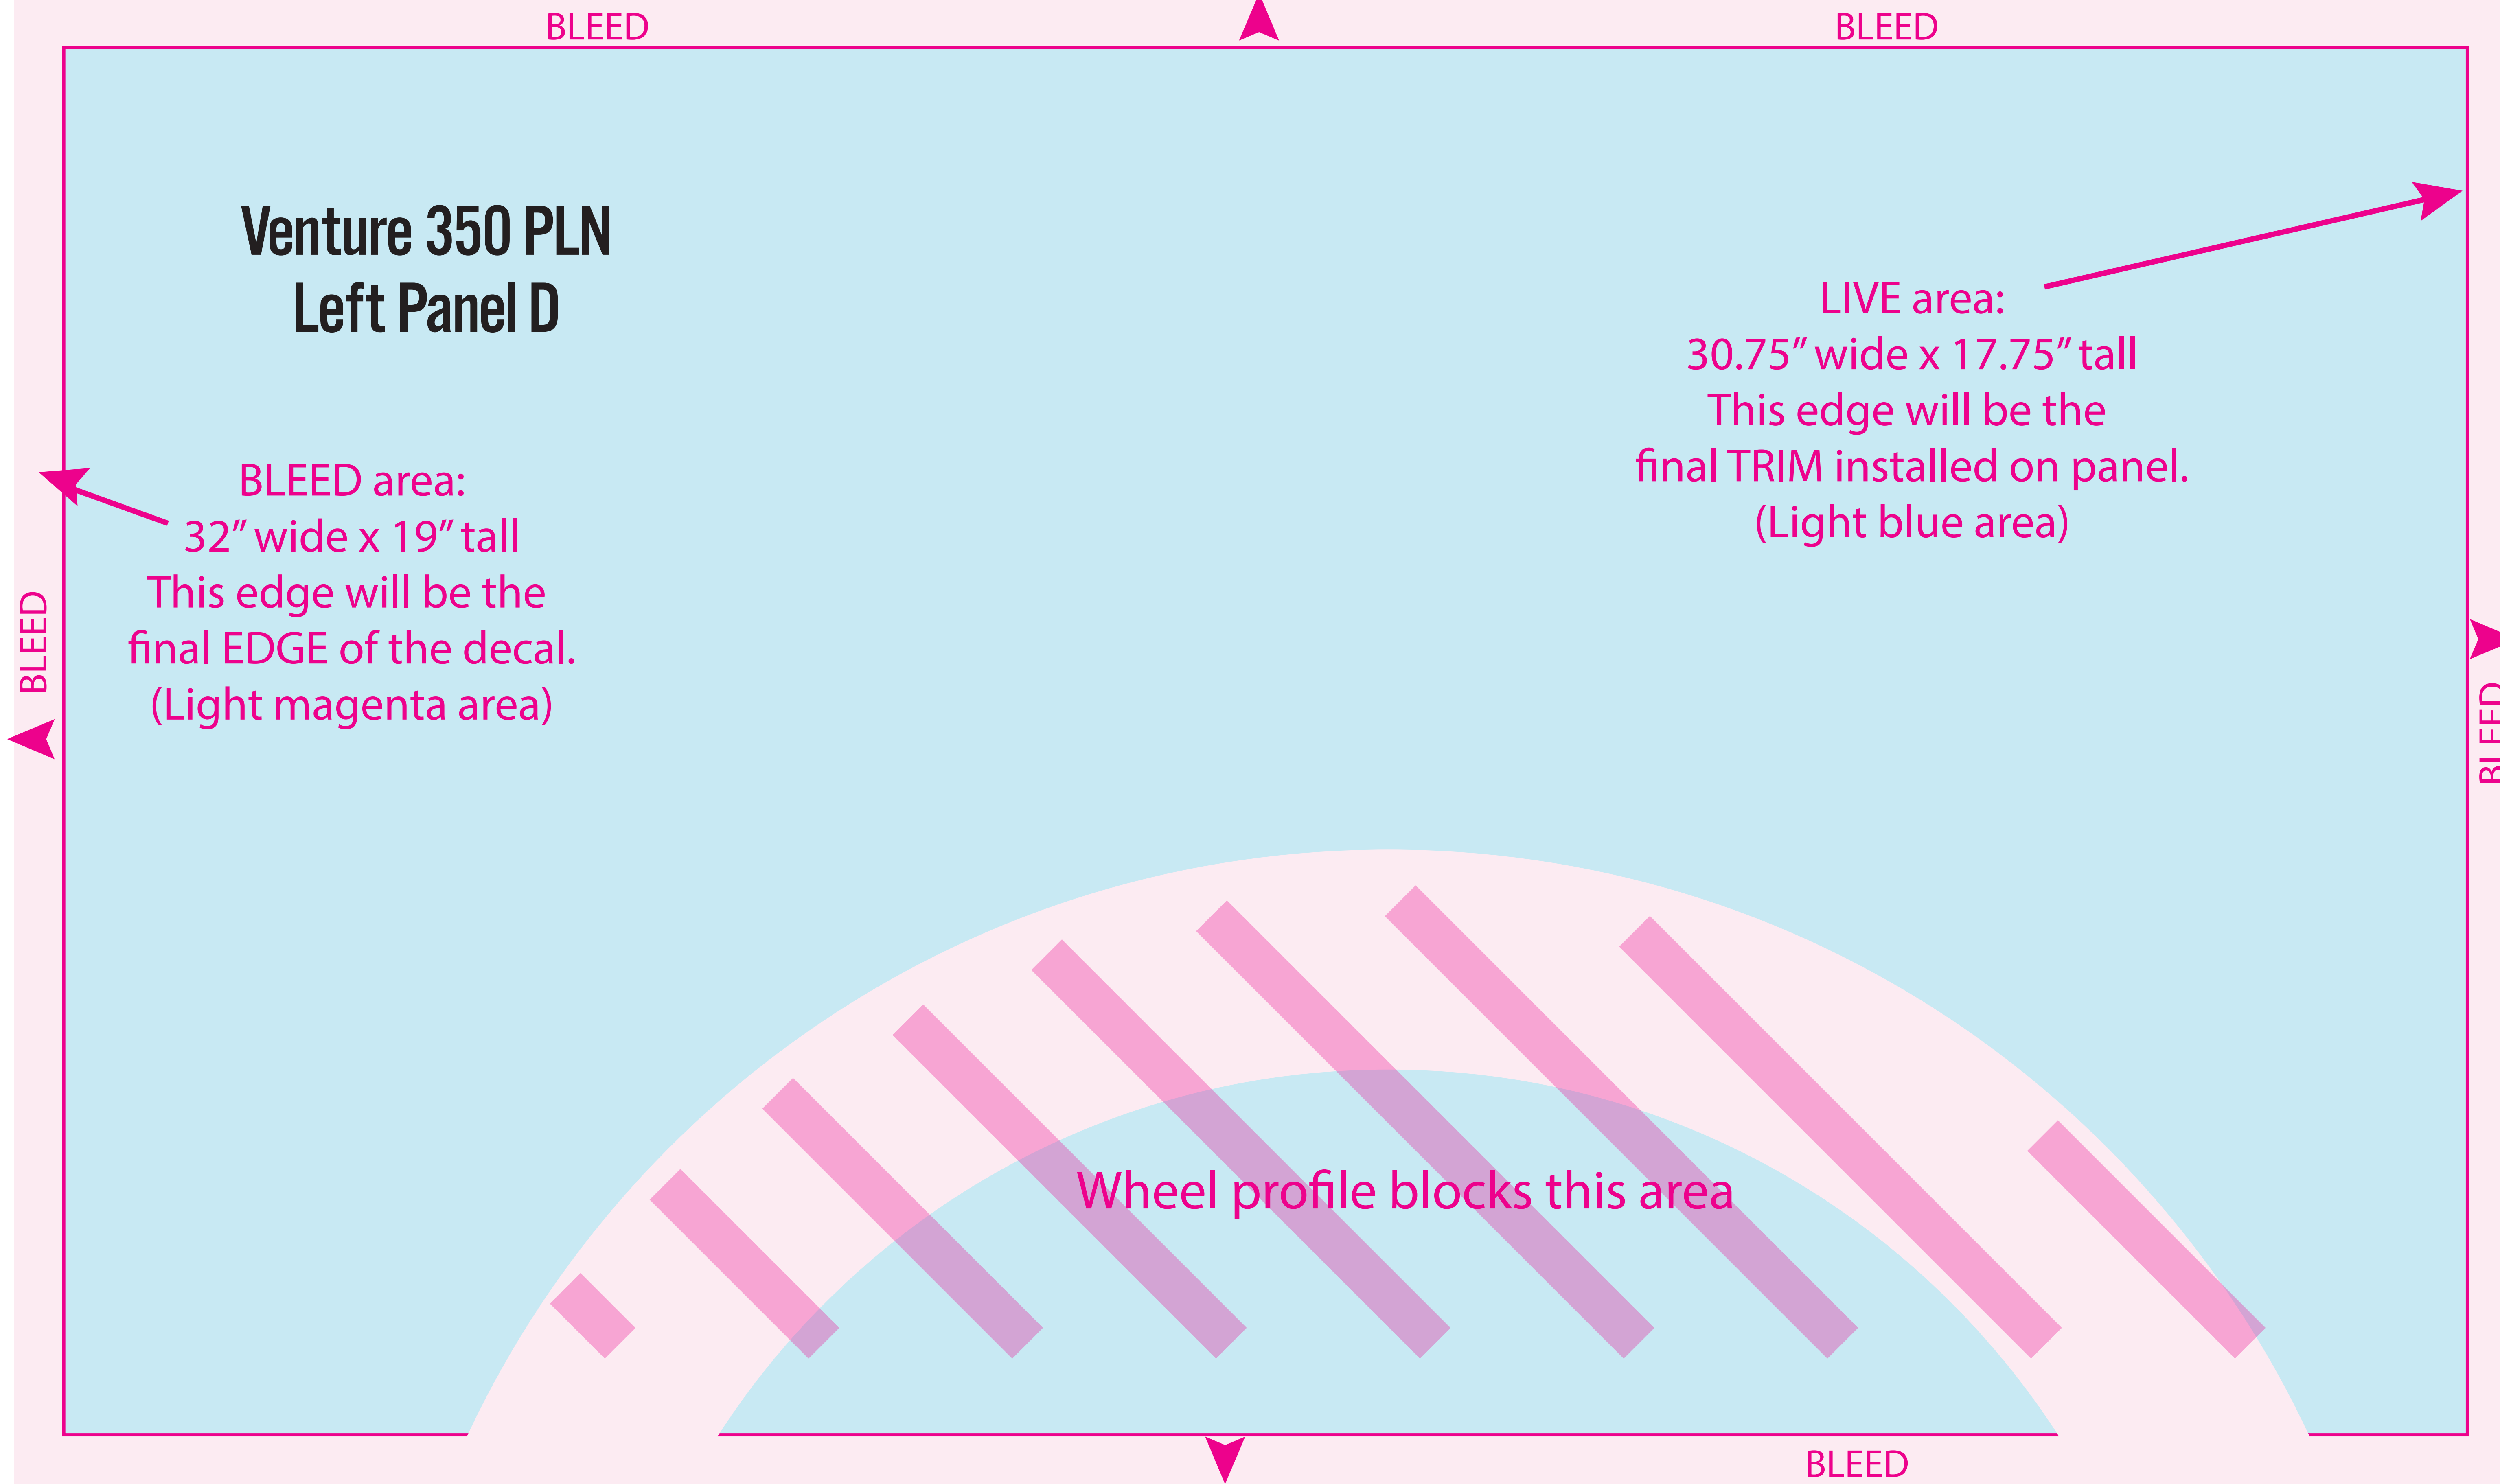 BLEED
BLEED
Venture 350 PLN
Left Panel D
LIVE area:
30.75” wide x 17.75” tall
This edge will be the
final TRIM installed on panel.
(Light blue area)
BLEED area:
32” wide x 19” tall
This edge will be the
final EDGE of the decal.
(Light magenta area)
BLEED
BLEED
Wheel profile blocks this area
BLEED